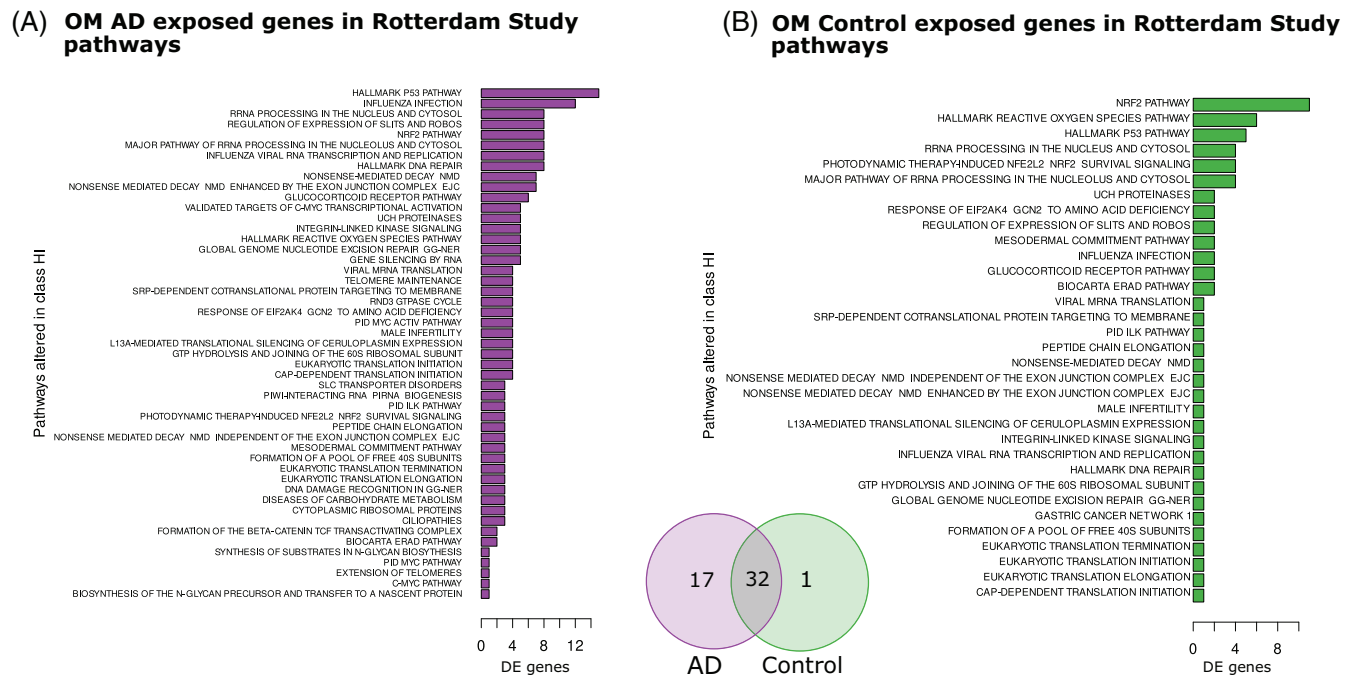 (A) OM AD exposed genes in Rotterdam Study
pathways
HALLMARK P53 PATHWAY
INFLUENZA INFECTION
RRNA PROCESSING IN THE NUCLEUS AND CYTOSOL
REGULATION OF EXPRESSION OF SLITS AND ROBOS
NRF2 PATHWAY
MAJOR PATHWAY OF RRNA PROCESSING IN THE NUCLEOLUS AND CYTOSOL
INFLUENZA VIRAL RNA TRANSCRIPTION AND REPLICATION
HALLMARK DNA REPAIR
NONSENSE-MEDIATED DECAY NMD
NONSENSE MEDIATED DECAY NMD ENHANCED BY THE EXON JUNCTION COMPLEX EJC
GLUCOCORTICOID RECEPTOR PATHWAY
VALIDATED TARGETS OF C-MYC TRANSCRIPTIONAL ACTIVATION
UCH PROTEINASES
INTEGRIN-LINKED KINASE SIGNALING
HALLMARK REACTIVE OXYGEN SPECIES PATHWAY
GLOBAL GENOME NUCLEOTIDE EXCISION REPAIR GG-NER
GENE SILENCING BY RNA
VIRAL MRNA TRANSLATION
TELOMERE MAINTENANCE
SRP-DEPENDENT COTRANSLATIONAL PROTEIN TARGETING TO MEMBRANE
RND3 GTPASE CYCLE
RESPONSE OF EIF2AK4 GCN2 TO AMINO ACID DEFICIENCY
PID MYC ACTIV PATHWAY
MALE INFERTILITY
L13A-MEDIATED TRANSLATIONAL SILENCING OF CERULOPLASMIN EXPRESSION
GTP HYDROLYSIS AND JOINING OF THE 60S RIBOSOMAL SUBUNIT
EUKARYOTIC TRANSLATION INITIATION
CAP-DEPENDENT TRANSLATION INITIATION
SLC TRANSPORTER DISORDERS
PIWI-INTERACTING RNA PIRNA BIOGENESIS
PID ILK PATHWAY
PHOTODYNAMIC THERAPY-INDUCED NFE2L2 NRF2 SURVIVAL SIGNALING
PEPTIDE CHAIN ELONGATION
NONSENSE MEDIATED DECAY NMD INDEPENDENT OF THE EXON JUNCTION COMPLEX EJC
MESODERMAL COMMITMENT PATHWAY
FORMATION OF A POOL OF FREE 40S SUBUNITS
EUKARYOTIC TRANSLATION TERMINATION
EUKARYOTIC TRANSLATION ELONGATION
DNA DAMAGE RECOGNITION IN GG-NER
DISEASES OF CARBOHYDRATE METABOLISM
CYTOPLASMIC RIBOSOMAL PROTEINS
CILIOPATHIES
FORMATION OF THE BETA-CATENIN TCF TRANSACTIVATING COMPLEX
BIOCARTA ERAD PATHWAY
SYNTHESIS OF SUBSTRATES IN N-GLYCAN BIOSYTHESIS
PID MYC PATHWAY
EXTENSION OF TELOMERES
C-MYC PATHWAY
BIOSYNTHESIS OF THE N-GLYCAN PRECURSOR AND TRANSFER TO A NASCENT PROTEIN
Pathways altered in class HI
0 4 8 12
DE genes
17 32 1
AD Control
(B) OM Control exposed genes in Rotterdam Study
pathways
NRF2 PATHWAY
HALLMARK REACTIVE OXYGEN SPECIES PATHWAY
HALLMARK P53 PATHWAY
RRNA PROCESSING IN THE NUCLEUS AND CYTOSOL
PHOTODYNAMIC THERAPY-INDUCED NFE2L2 NRF2 SURVIVAL SIGNALING
MAJOR PATHWAY OF RRNA PROCESSING IN THE NUCLEOLUS AND CYTOSOL
UCH PROTEINASES
RESPONSE OF EIF2AK4 GCN2 TO AMINO ACID DEFICIENCY
REGULATION OF EXPRESSION OF SLITS AND ROBOS
MESODERMAL COMMITMENT PATHWAY
INFLUENZA INFECTION
GLUCOCORTICOID RECEPTOR PATHWAY
BIOCARTA ERAD PATHWAY
VIRAL MRNA TRANSLATION
SRP-DEPENDENT COTRANSLATIONAL PROTEIN TARGETING TO MEMBRANE
PID ILK PATHWAY
PEPTIDE CHAIN ELONGATION
NONSENSE-MEDIATED DECAY NMD
NONSENSE MEDIATED DECAY NMD INDEPENDENT OF THE EXON JUNCTION COMPLEX EJC
NONSENSE MEDIATED DECAY NMD ENHANCED BY THE EXON JUNCTION COMPLEX EJC
MALE INFERTILITY
L13A-MEDIATED TRANSLATIONAL SILENCING OF CERULOPLASMIN EXPRESSION
INTEGRIN-LINKED KINASE SIGNALING
INFLUENZA VIRAL RNA TRANSCRIPTION AND REPLICATION
HALLMARK DNA REPAIR
GTP HYDROLYSIS AND JOINING OF THE 60S RIBOSOMAL SUBUNIT
GLOBAL GENOME NUCLEOTIDE EXCISION REPAIR GG-NER
GASTRIC CANCER NETWORK 1
FORMATION OF A POOL OF FREE 40S SUBUNITS
EUKARYOTIC TRANSLATION TERMINATION
EUKARYOTIC TRANSLATION INITIATION
EUKARYOTIC TRANSLATION ELONGATION
CAP-DEPENDENT TRANSLATION INITIATION
Pathways altered in class HI
0 4 8
DE genes